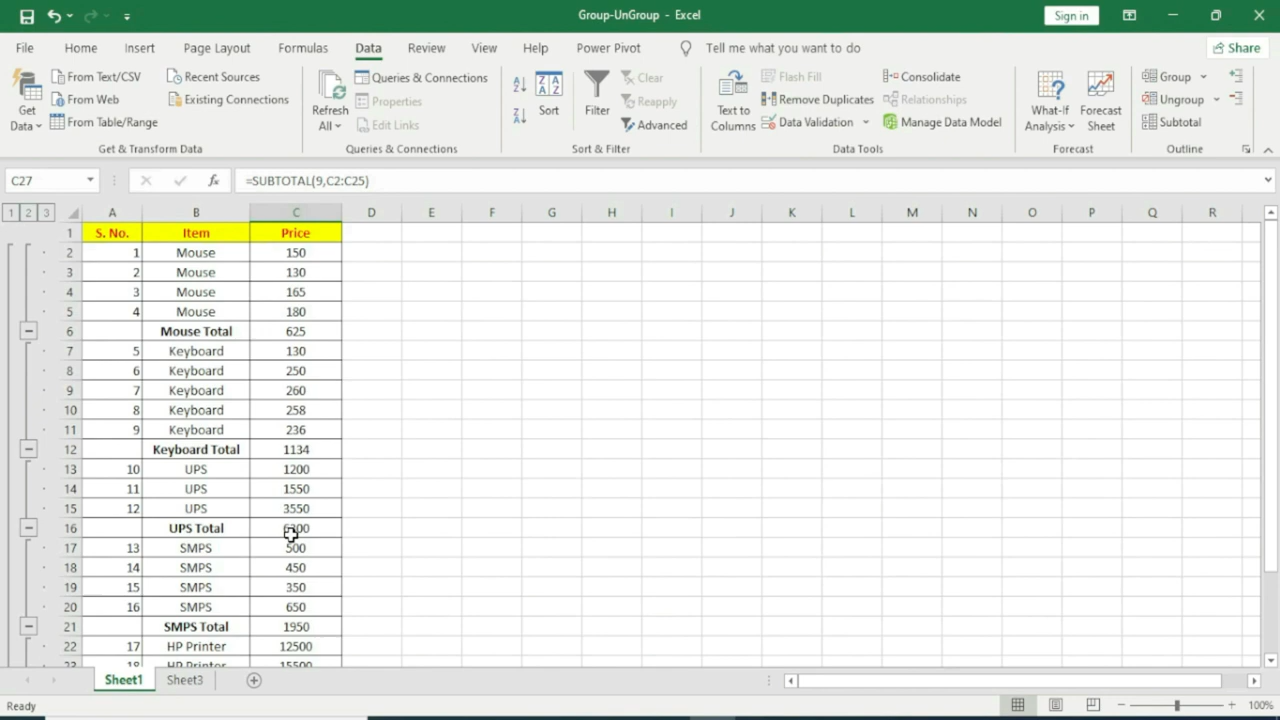 Group-UnGroup - Excel
Sign in
File Home Insert Page Layout Formulas Data Review View Help Power Pivot Tell me what you want to do Share
Get Data
From Text/CSV
From Web
From Table/Range
Recent Sources
Existing Connections
Get & Transform Data
Refresh All
Queries & Connections
Properties
Edit Links
Queries & Connections
Sort
Filter
Clear
Reapply
Advanced
Sort & Filter
Text to Columns
Flash Fill
Remove Duplicates
Data Validation
Consolidate
Relationships
Manage Data Model
Data Tools
What-If Analysis
Forecast Sheet
Forecast
Group
Ungroup
Subtotal
Outline
C27 fx =SUBTOTAL(9,C2:C25)
1 2 3 A B C D E F G H I J K L M N O P Q R
1 S. No. Item Price
2 1 Mouse 150
3 2 Mouse 130
4 3 Mouse 165
5 4 Mouse 180
6 Mouse Total 625
7 5 Keyboard 130
8 6 Keyboard 250
9 7 Keyboard 260
10 8 Keyboard 258
11 9 Keyboard 236
12 Keyboard Total 1134
13 10 UPS 1200
14 11 UPS 1550
15 12 UPS 3550
16 UPS Total 6300
17 13 SMPS 500
18 14 SMPS 450
19 15 SMPS 350
20 16 SMPS 650
21 SMPS Total 1950
22 17 HP Printer 12500
23 18 HP Printer 15500
Sheet1 Sheet3
Ready 100%